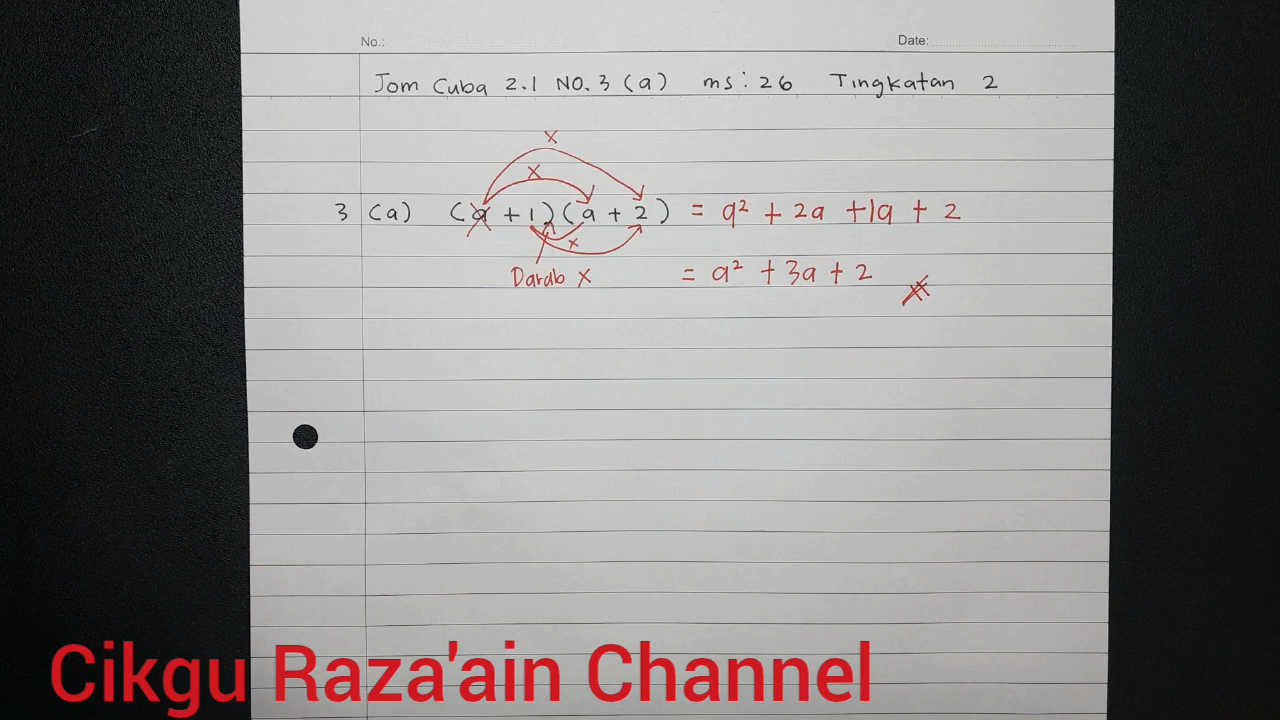 No.: Date:
Jom Cuba 2.1 NO. 3 (a) ms : 26 Tingkatan 2
x
x
3 (a) (a + 1)(a + 2) = a² + 2a + 1a + 2
x
Darab x = a² + 3a + 2
Cikgu Raza'ain Channel